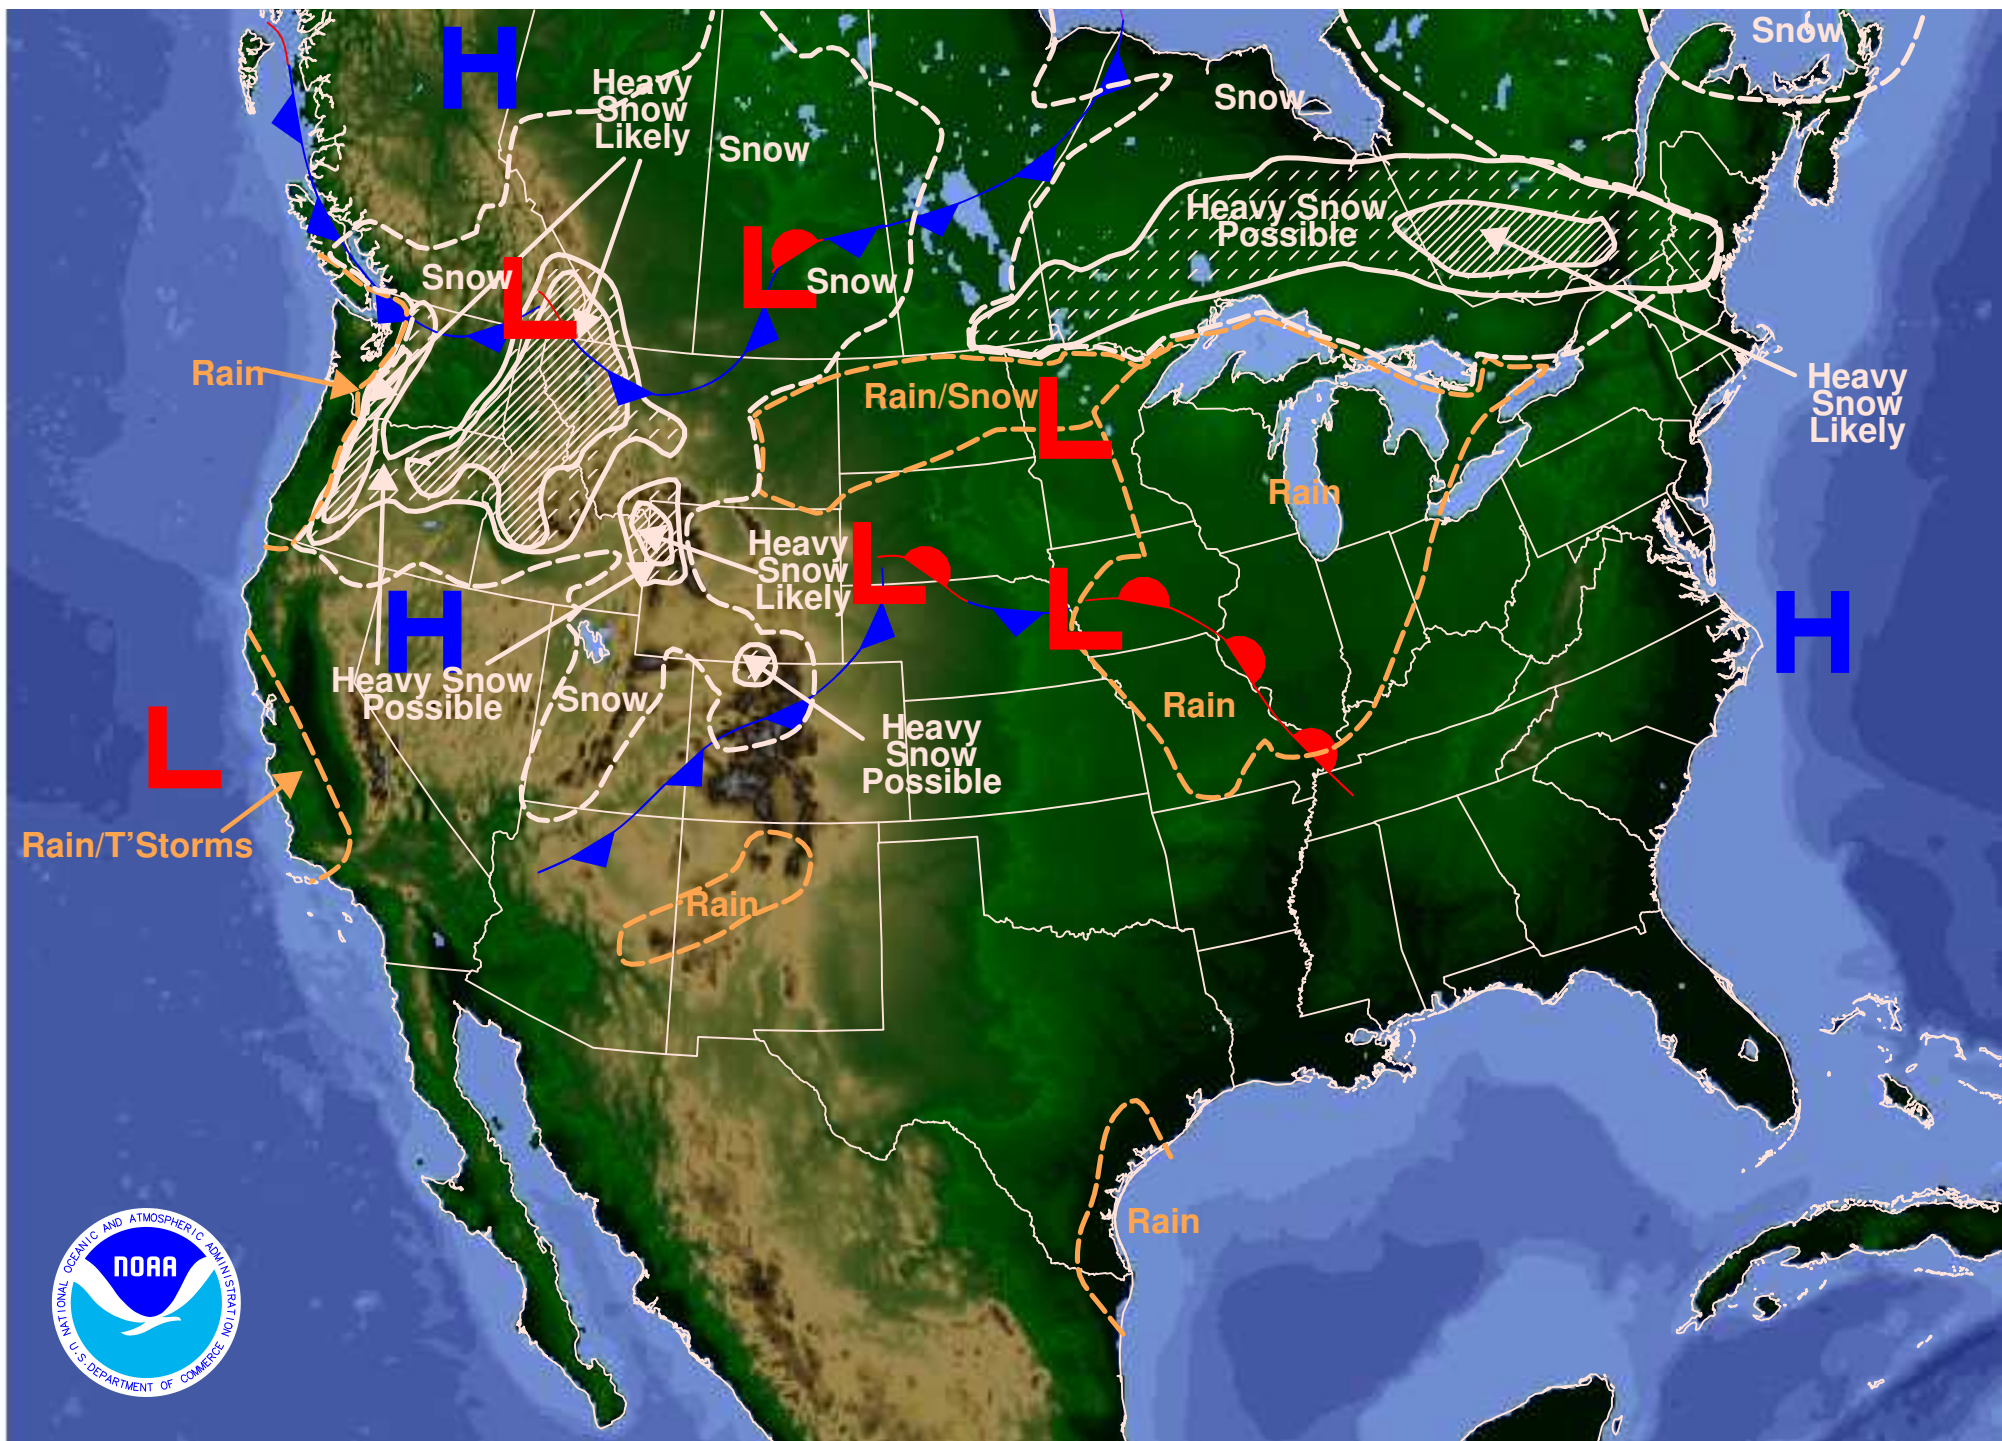 H
Snow
Heavy
Snow
Likely
Snow
Snow
Heavy Snow
Possible
Snow
L
L
Snow
Rain
Rain/Snow
L
Heavy
Snow
Likely
Rain
Heavy
Snow
Likely
L
L
H
H
Heavy Snow
Possible
Snow
Rain
L
Heavy
Snow
Possible
Rain/T'Storms
Rain
Rain
NATIONAL OCEANIC AND ATMOSPHERIC ADMINISTRATION
NOAA
U.S. DEPARTMENT OF COMMERCE